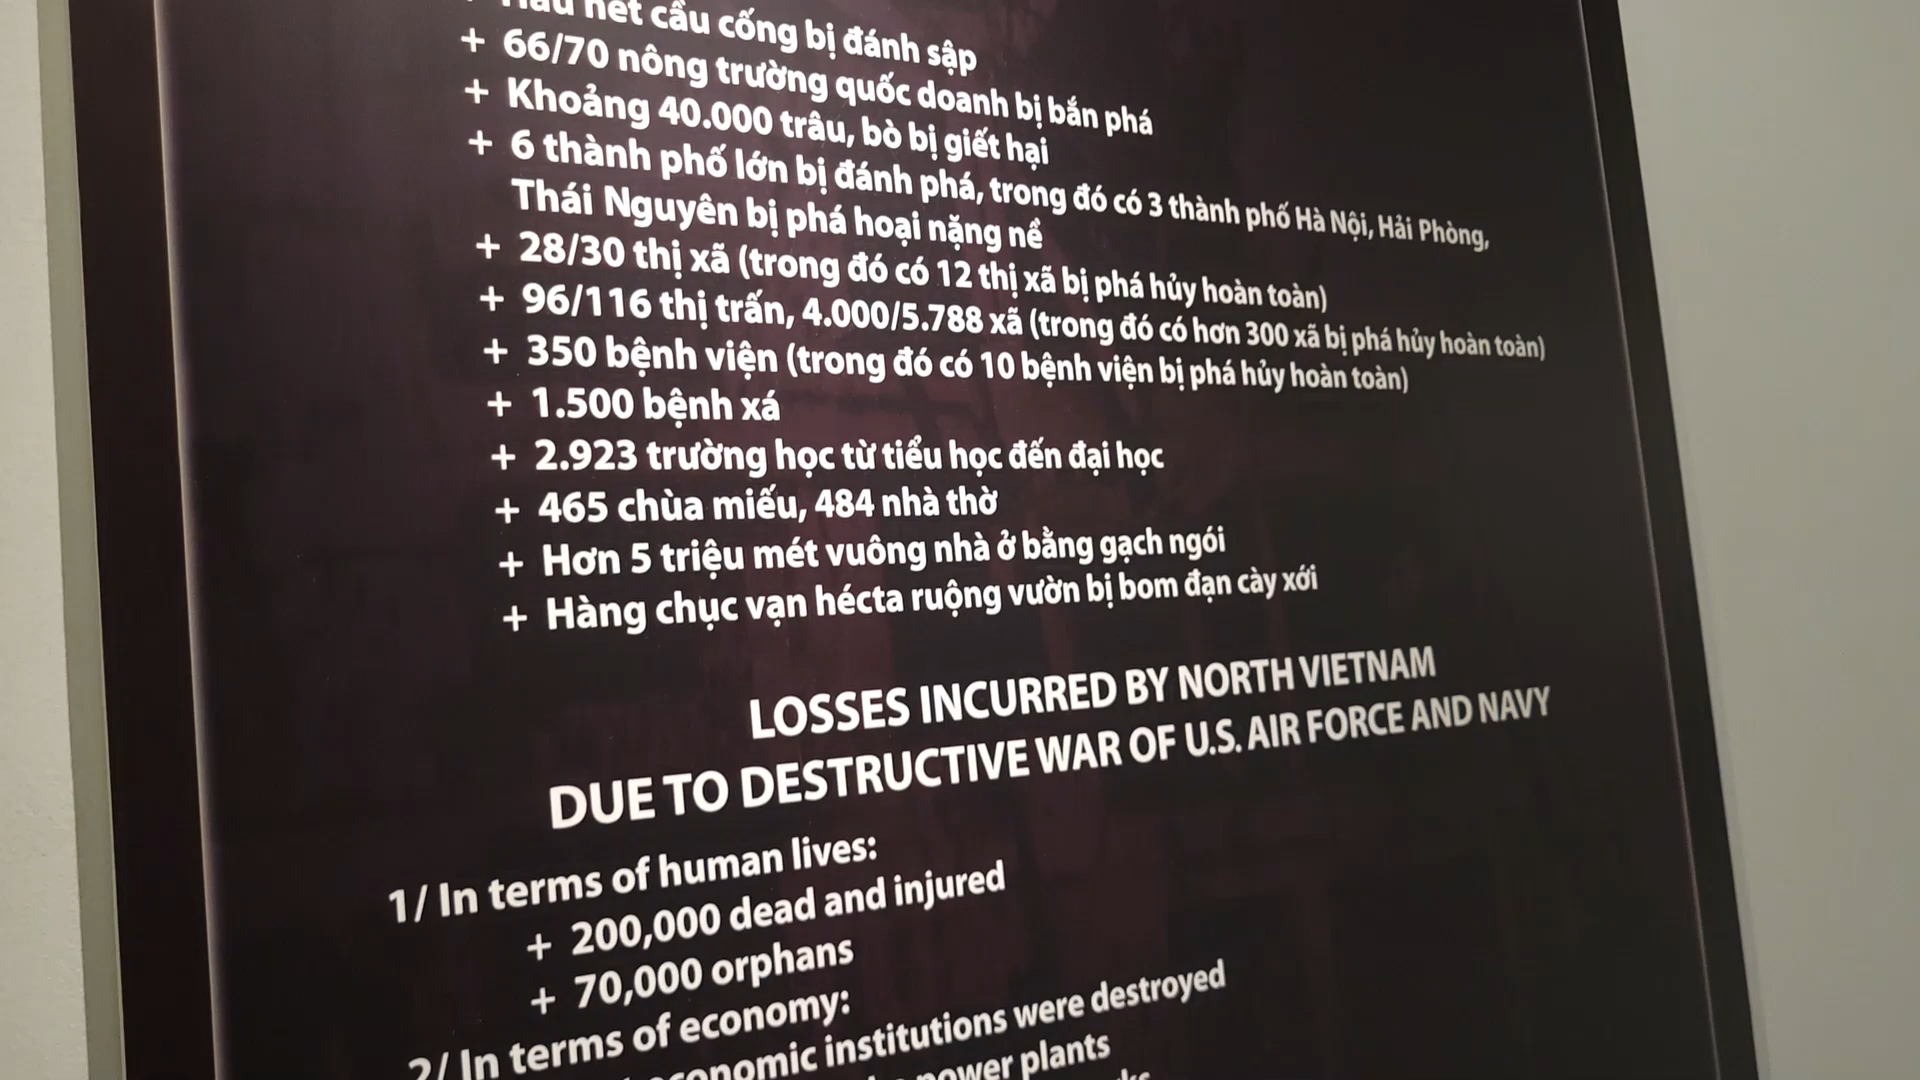 hết cầu cống bị đánh sập
+ 66/70 nông trường quốc doanh bị bắn phá
+ Khoảng 40.000 trâu, bò bị giết hại
+ 6 thành phố lớn bị đánh phá, trong đó có 3 thành phố Hà Nội, Hải Phòng,
Thái Nguyên bị phá hoại nặng nề
+ 28/30 thị xã (trong đó có 12 thị xã bị phá hủy hoàn toàn)
+ 96/116 thị trấn, 4.000/5.788 xã (trong đó có hơn 300 xã bị phá hủy hoàn toàn)
+ 350 bệnh viện (trong đó có 10 bệnh viện bị phá hủy hoàn toàn)
+ 1.500 bệnh xá
+ 2.923 trường học từ tiểu học đến đại học
+ 465 chùa miếu, 484 nhà thờ
+ Hơn 5 triệu mét vuông nhà ở bằng gạch ngói
+ Hàng chục vạn hécta ruộng vườn bị bom đạn cày xới
LOSSES INCURRED BY NORTH VIETNAM
DUE TO DESTRUCTIVE WAR OF U.S. AIR FORCE AND NAVY
1/ In terms of human lives:
+ 200,000 dead and injured
+ 70,000 orphans
2/ In terms of economy:
institutions were destroyed
power plants